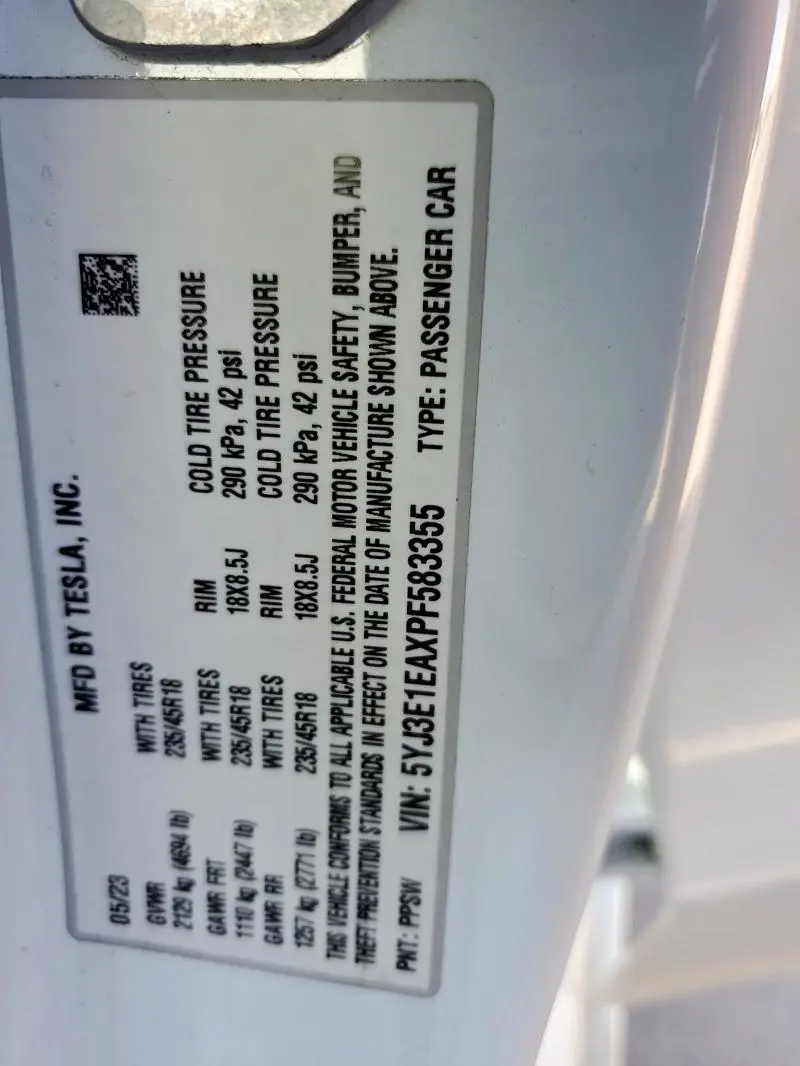 MFD BY TESLA, INC.
05/23
GVWR WITH TIRES
2129 kg (4694 lb) 235/45R18
GAWR FRT WITH TIRES RIM COLD TIRE PRESSURE
1110 kg (2447 lb) 235/45R18 18X8.5J 290 kPa, 42 psi
GAWR RR WITH TIRES RIM COLD TIRE PRESSURE
1257 kg (2771 lb) 235/45R18 18X8.5J 290 kPa, 42 psi
THIS VEHICLE CONFORMS TO ALL APPLICABLE U.S. FEDERAL MOTOR VEHICLE SAFETY, BUMPER, AND
THEFT PREVENTION STANDARDS IN EFFECT ON THE DATE OF MANUFACTURE SHOWN ABOVE.
PNT: PPSW VIN: 5YJ3E1EAXPF583355 TYPE: PASSENGER CAR